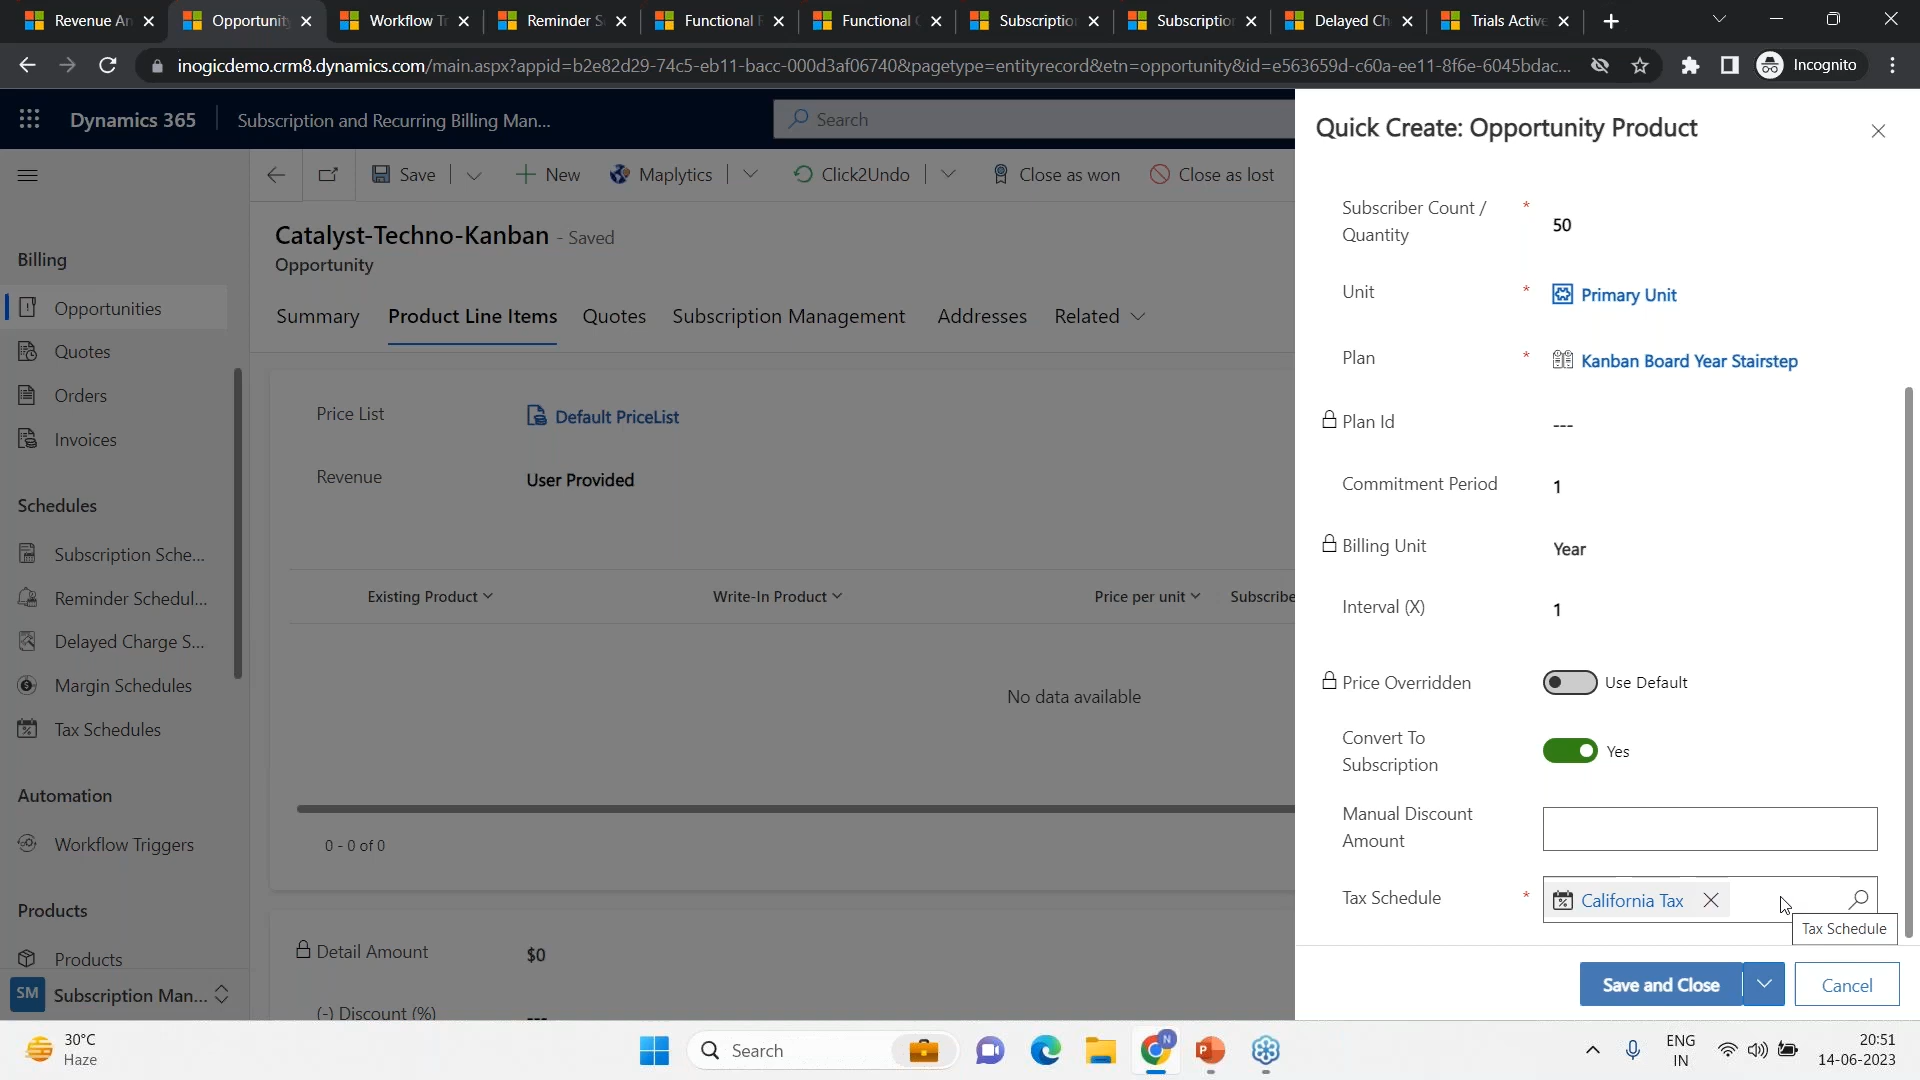 Revenue An
Opportunity
Workflow Tr
Reminder S
Functional F
Functional C
Subscription
Subscription
Delayed Ch
Trials Active
inogicdemo.crm8.dynamics.com/main.aspx?appid=b2e82d29-74c5-eb11-bacc-000d3af06740&pagetype=entityrecord&etn=opportunity&id=e563659d-c60a-ee11-8f6e-6045bdac...
Incognito
Dynamics 365
Subscription and Recurring Billing Man...
Search
Save
New
Maplytics
Click2Undo
Close as won
Close as lost
Billing
Opportunities
Quotes
Orders
Invoices
Schedules
Subscription Sche...
Reminder Schedul...
Delayed Charge S...
Margin Schedules
Tax Schedules
Automation
Workflow Triggers
Products
Products
SM Subscription Man...
Catalyst-Techno-Kanban - Saved
Opportunity
Summary Product Line Items Quotes Subscription Management Addresses Related
Price List Default PriceList
Revenue User Provided
Existing Product Write-In Product Price per unit Subscribe
No data available
0 - 0 of 0
Detail Amount $0
(-) Discount (%) ---
Quick Create: Opportunity Product
Subscriber Count /
Quantity * 50
Unit * Primary Unit
Plan * Kanban Board Year Stairstep
Plan Id ---
Commitment Period 1
Billing Unit Year
Interval (X) 1
Price Overridden Use Default
Convert To
Subscription Yes
Manual Discount
Amount
Tax Schedule * California Tax
Tax Schedule
Save and Close
Cancel
30°C
Haze
Search
ENG
IN
20:51
14-06-2023